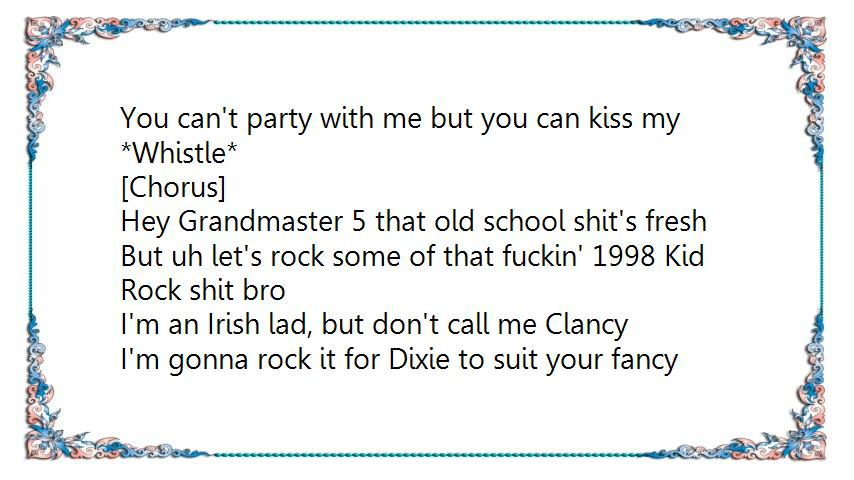 You can't party with me but you can kiss my
*Whistle*
[Chorus]
Hey Grandmaster 5 that old school shit's fresh
But uh let's rock some of that fuckin' 1998 Kid
Rock shit bro
I'm an Irish lad, but don't call me Clancy
I'm gonna rock it for Dixie to suit your fancy